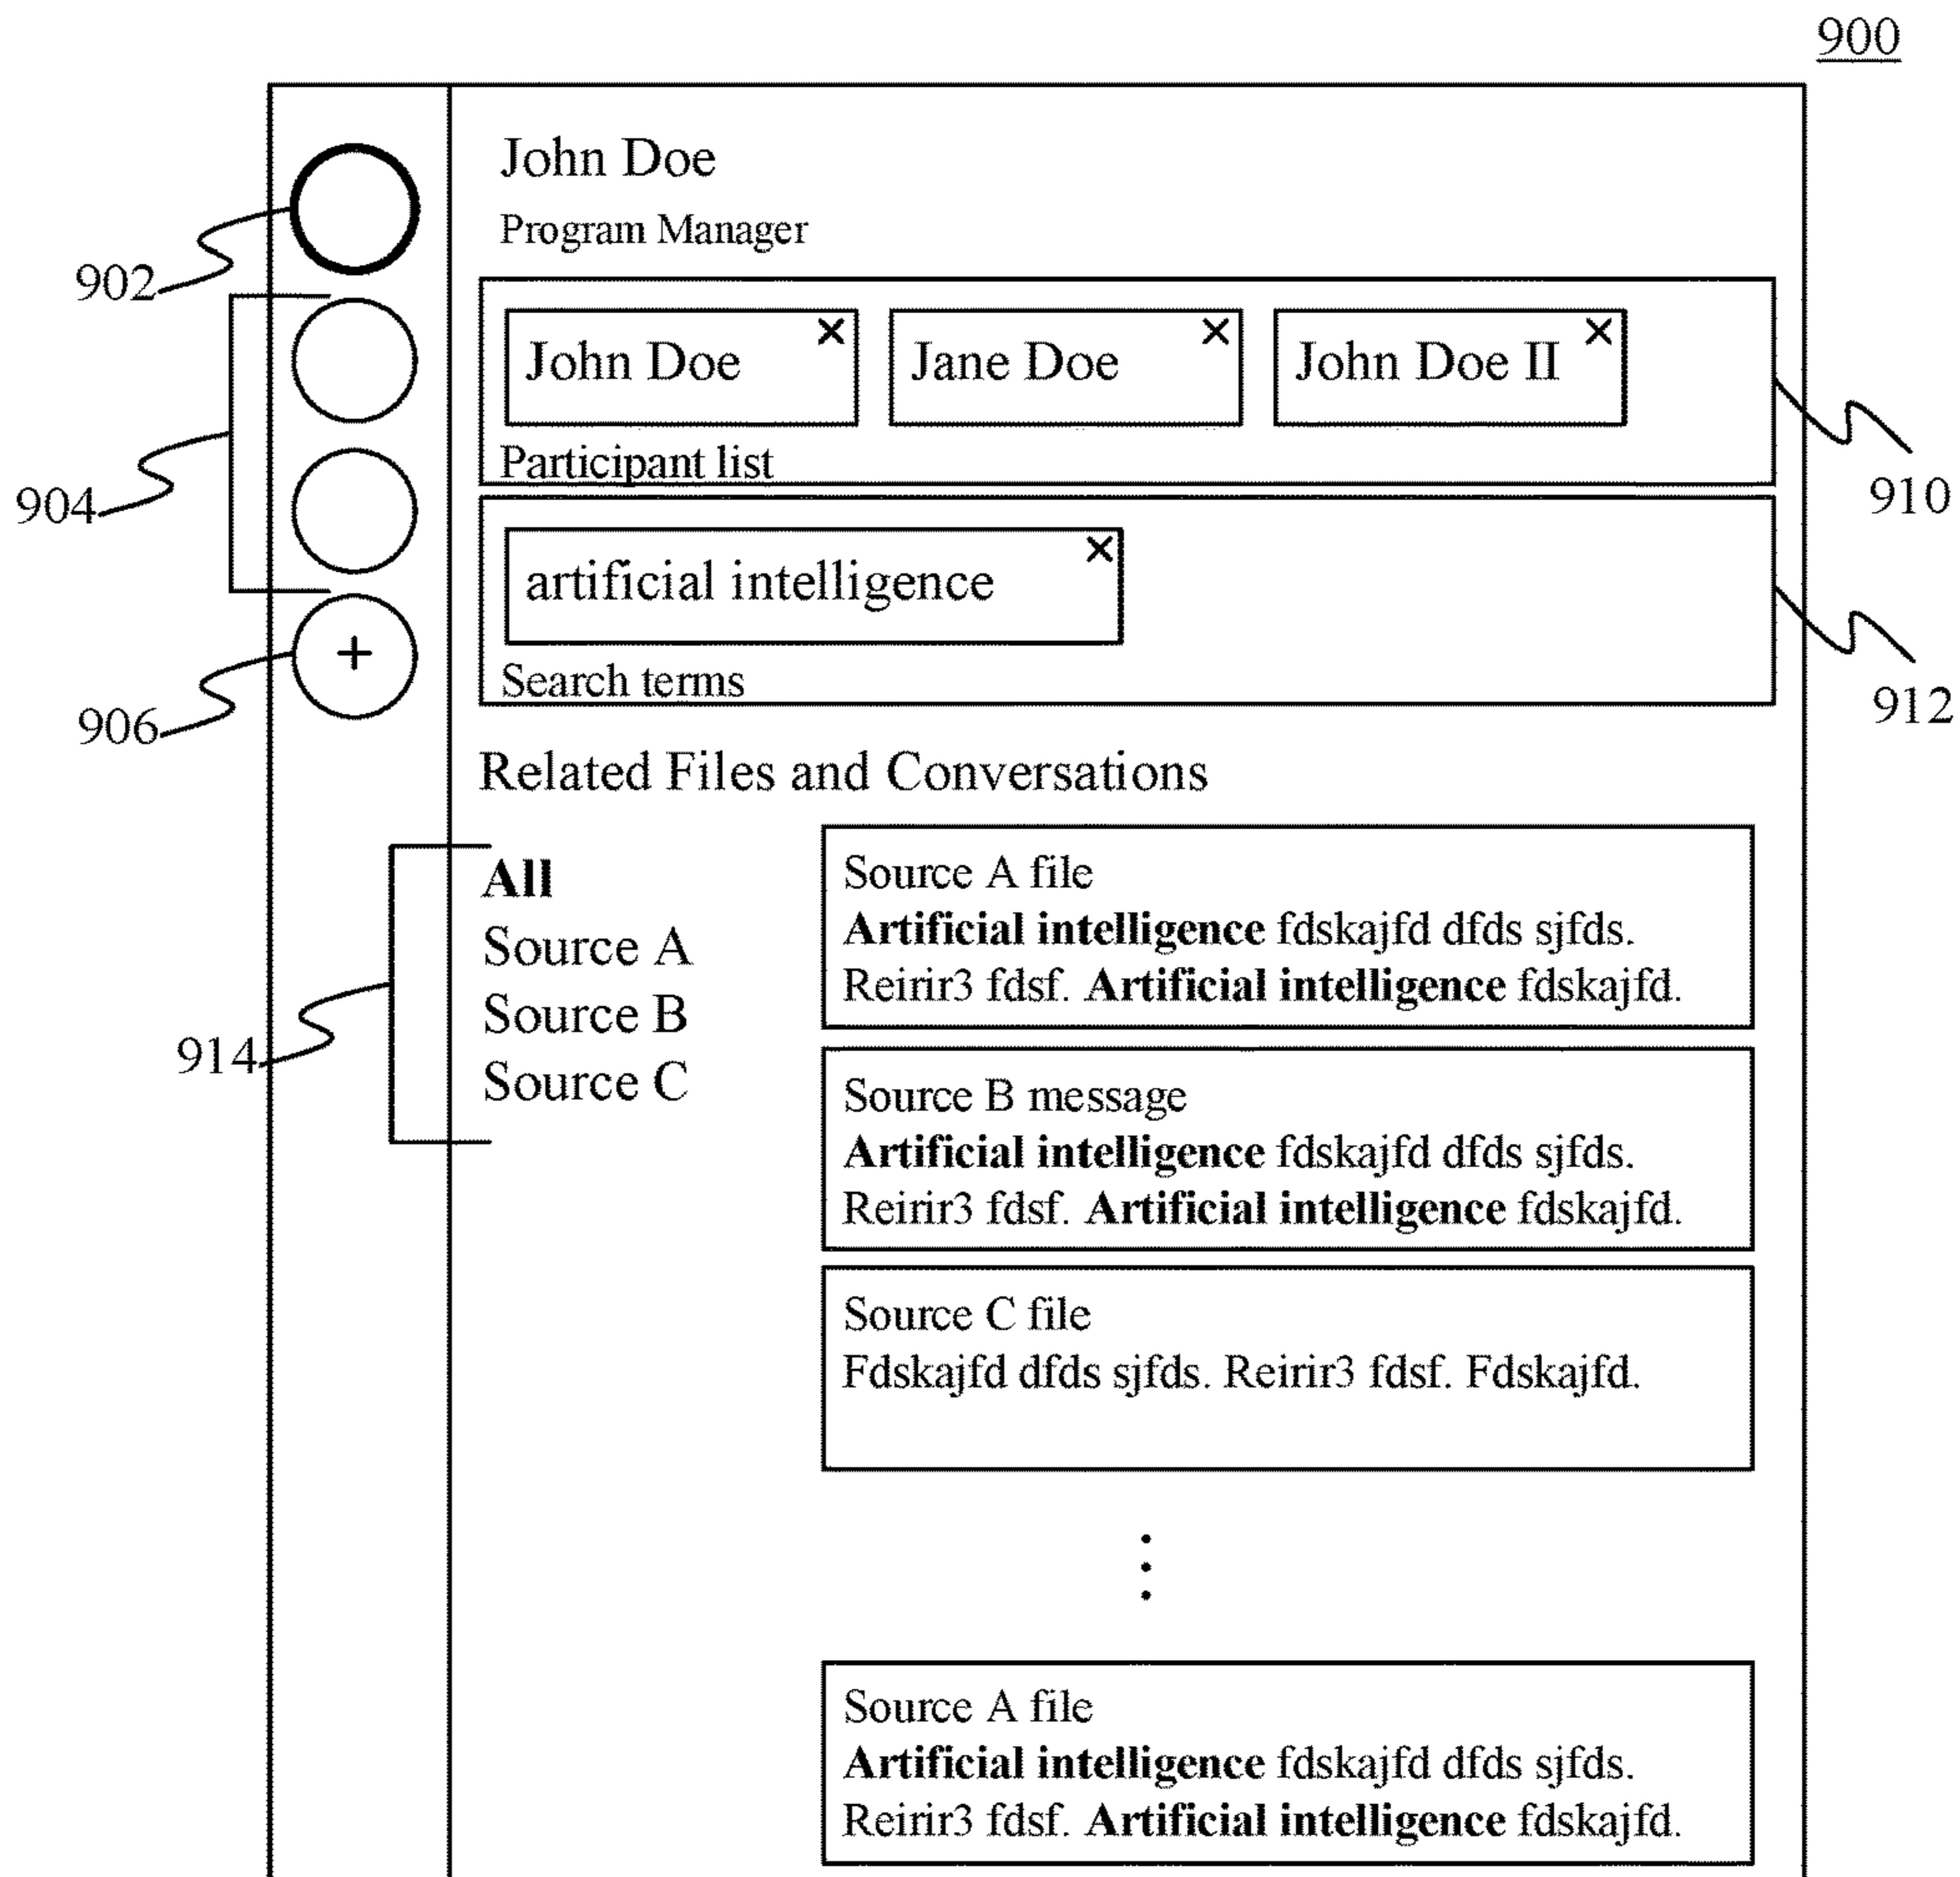 900
John Doe
Program Manager
902
John Doe ×
Jane Doe ×
John Doe II ×
Participant list
904
910
artificial intelligence ×
Search terms
+
906
912
Related Files and Conversations
All
Source A
Source B
Source C
914
Source A file
Artificial intelligence fdskajfd dfds sjfds.
Reirir3 fdsf. Artificial intelligence fdskajfd.
Source B message
Artificial intelligence fdskajfd dfds sjfds.
Reirir3 fdsf. Artificial intelligence fdskajfd.
Source C file
Fdskajfd dfds sjfds. Reirir3 fdsf. Fdskajfd.
Source A file
Artificial intelligence fdskajfd dfds sjfds.
Reirir3 fdsf. Artificial intelligence fdskajfd.